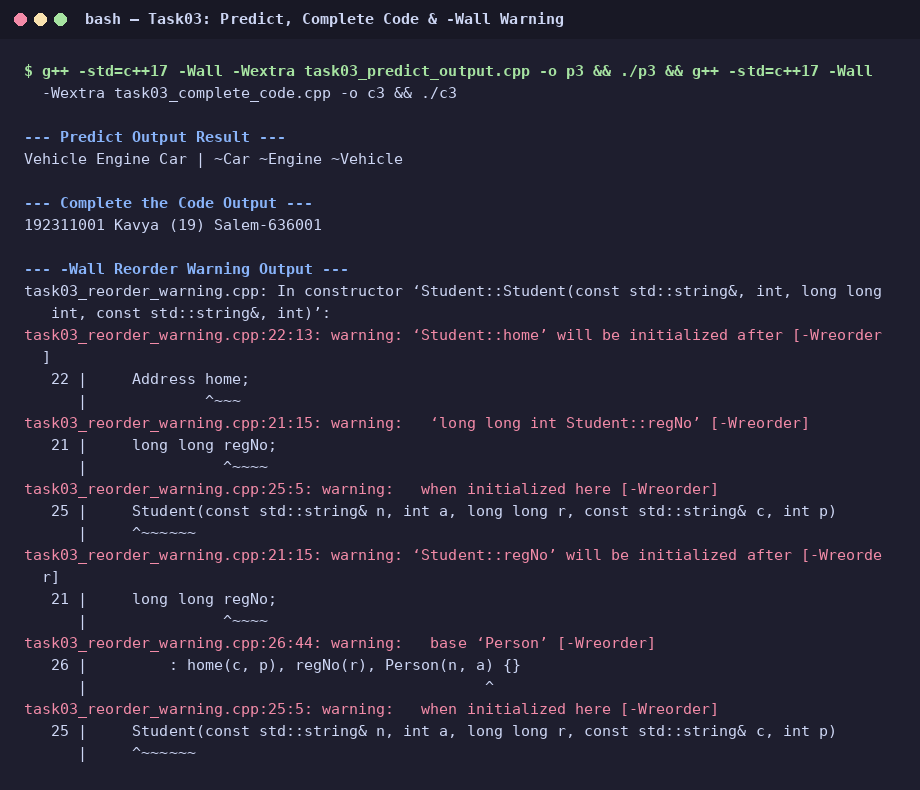 bash — Task03: Predict, Complete Code & -Wall Warning
$ g++ -std=c++17 -Wall -Wextra task03_predict_output.cpp -o p3 && ./p3 && g++ -std=c++17 -Wall
  -Wextra task03_complete_code.cpp -o c3 && ./c3
--- Predict Output Result ---
Vehicle Engine Car | ~Car ~Engine ~Vehicle
--- Complete the Code Output ---
192311001 Kavya (19) Salem-636001
--- -Wall Reorder Warning Output ---
task03_reorder_warning.cpp: In constructor ‘Student::Student(const std::string&, int, long long
   int, const std::string&, int)’:
task03_reorder_warning.cpp:22:13: warning: ‘Student::home’ will be initialized after [-Wreorder
  ]
   22 |     Address home;
      |             ^~~~
task03_reorder_warning.cpp:21:15: warning:   ‘long long int Student::regNo’ [-Wreorder]
   21 |     long long regNo;
      |               ^~~~~
task03_reorder_warning.cpp:25:5: warning:   when initialized here [-Wreorder]
   25 |     Student(const std::string& n, int a, long long r, const std::string& c, int p)
      |     ^~~~~~~
task03_reorder_warning.cpp:21:15: warning: ‘Student::regNo’ will be initialized after [-Wreorde
  r]
   21 |     long long regNo;
      |               ^~~~~
task03_reorder_warning.cpp:26:44: warning:   base ‘Person’ [-Wreorder]
   26 |         : home(c, p), regNo(r), Person(n, a) {}
      |                                            ^
task03_reorder_warning.cpp:25:5: warning:   when initialized here [-Wreorder]
   25 |     Student(const std::string& n, int a, long long r, const std::string& c, int p)
      |     ^~~~~~~